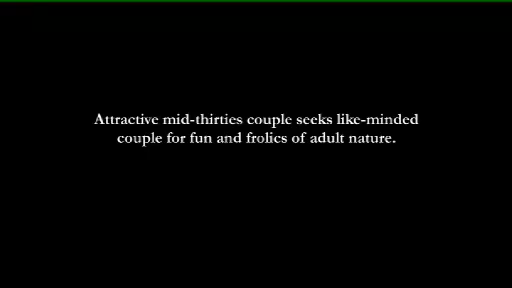 Attractive mid-thirties couple seeks like-minded
couple for fun and frolics of adult nature.